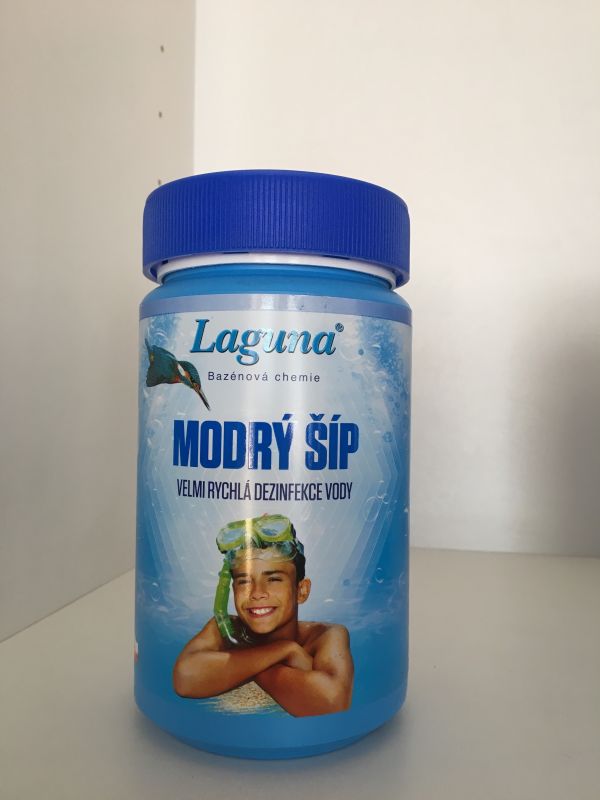 Laguna®
Bazénová chemie
MODRÝ ŠÍP
VELMI RYCHLÁ DEZINFEKCE VODY